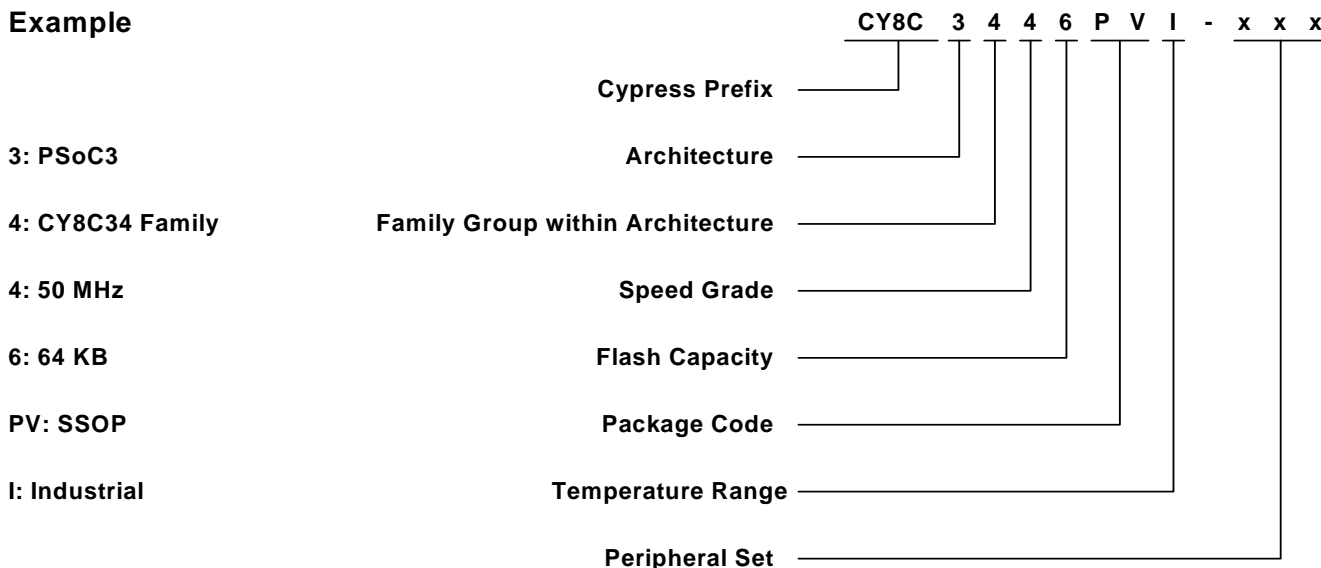 Example CY8C 3 4 4 6 P V I - x x x
Cypress Prefix
3: PSoC3 Architecture
4: CY8C34 Family Family Group within Architecture
4: 50 MHz Speed Grade
6: 64 KB Flash Capacity
PV: SSOP Package Code
I: Industrial Temperature Range
Peripheral Set